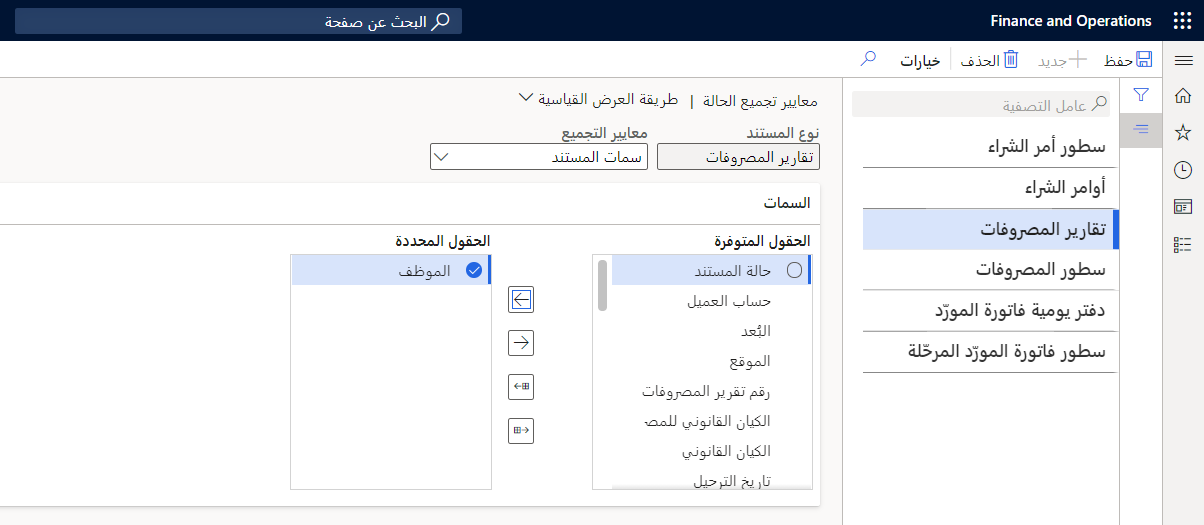 Finance and Operations
البحث عن صفحة
حفظ
جديد
الحذف
خيارات
عامل التصفية
سطور أمر الشراء
أوامر الشراء
تقارير المصروفات
سطور المصروفات
دفتر يومية فاتورة المورّد
سطور فاتورة المورّد المرحّلة
معايير تجميع الحالة | طريقة العرض القياسية
نوع المستند
معايير التجميع
تقارير المصروفات
سمات المستند
السمات
الحقول المتوفرة
الحقول المحددة
حالة المستند
حساب العميل
البُعد
الموقع
رقم تقرير المصروفات
الكيان القانوني للمصـ
الكيان القانوني
تاريخ الترحيل
الموظف